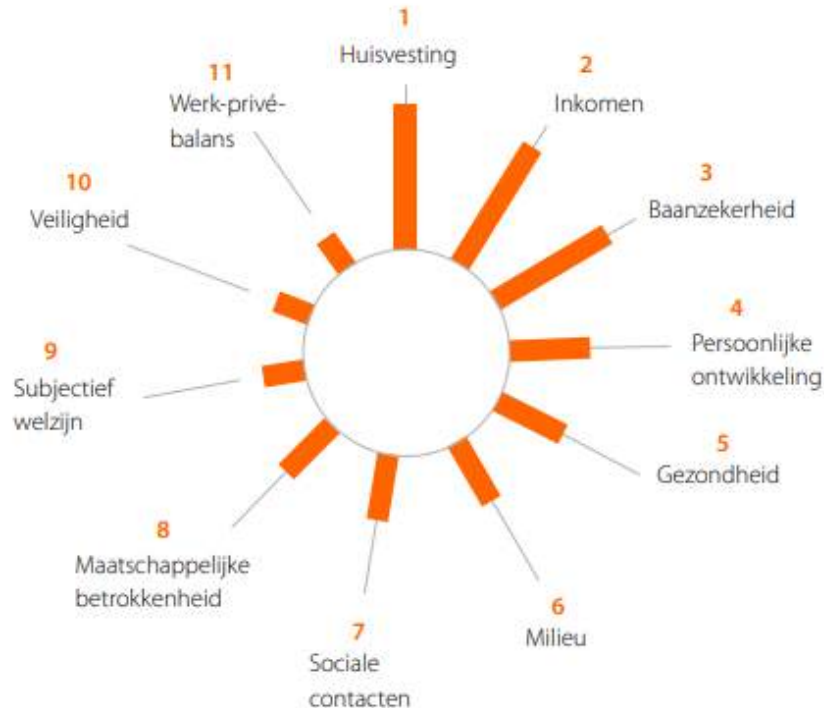 1
Huisvesting
2
Inkomen
3
Baanzekerheid
4
Persoonlijke
ontwikkeling
5
Gezondheid
6
Milieu
7
Sociale
contacten
8
Maatschappelijke
betrokkenheid
9
Subjectief
welzijn
10
Veiligheid
11
Werk-privé-
balans